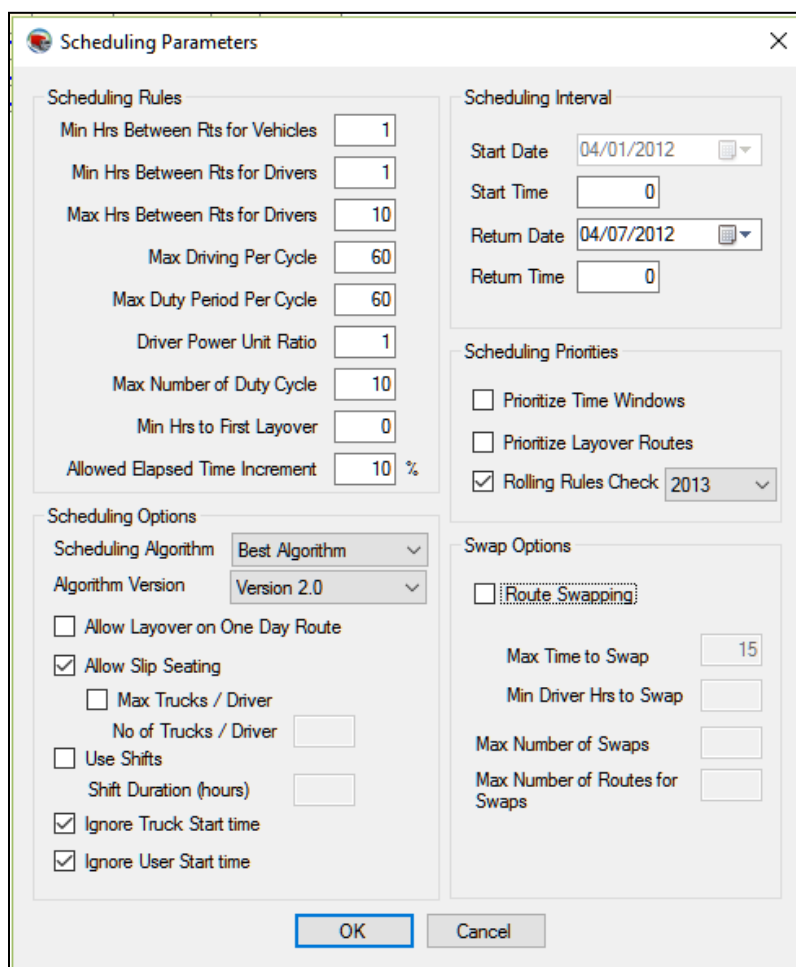 Scheduling Parameters
Scheduling Rules
Min Hrs Between Rts for Vehicles 1
Min Hrs Between Rts for Drivers 1
Max Hrs Between Rts for Drivers 10
Max Driving Per Cycle 60
Max Duty Period Per Cycle 60
Driver Power Unit Ratio 1
Max Number of Duty Cycle 10
Min Hrs to First Layover 0
Allowed Elapsed Time Increment 10 %
Scheduling Options
Scheduling Algorithm Best Algorithm
Algorithm Version Version 2.0
Allow Layover on One Day Route
Allow Slip Seating
Max Trucks / Driver
No of Trucks / Driver
Use Shifts
Shift Duration (hours)
Ignore Truck Start time
Ignore User Start time
Scheduling Interval
Start Date 04/01/2012
Start Time 0
Return Date 04/07/2012
Return Time 0
Scheduling Priorities
Prioritize Time Windows
Prioritize Layover Routes
Rolling Rules Check 2013
Swap Options
Route Swapping
Max Time to Swap 15
Min Driver Hrs to Swap
Max Number of Swaps
Max Number of Routes for
Swaps
OK Cancel